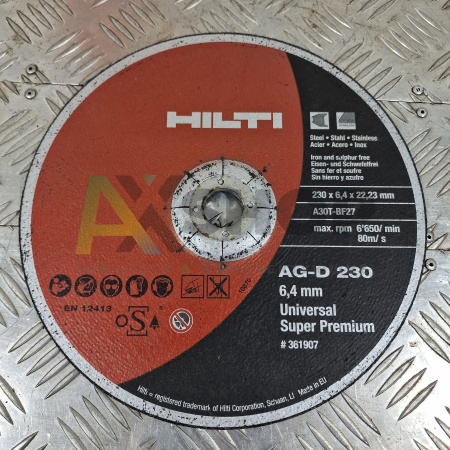 HILTI
Steel • Stahl • Stainless
Acier • Acero • Inox
Iron and sulphur free
Eisen- und Schwefelfrei
Sans fer et soufre
Sin hierro y azufre
230 x 6,4 x 22,23 mm
A30T-BF27
max. rpm 6'650/ min
80m/ s
AG-D 230
6,4 mm
Universal
Super Premium
# 361907
EN 12413
oSa
Hilti = registered trademark of Hilti Corporation, Schaan, LI Made in EU